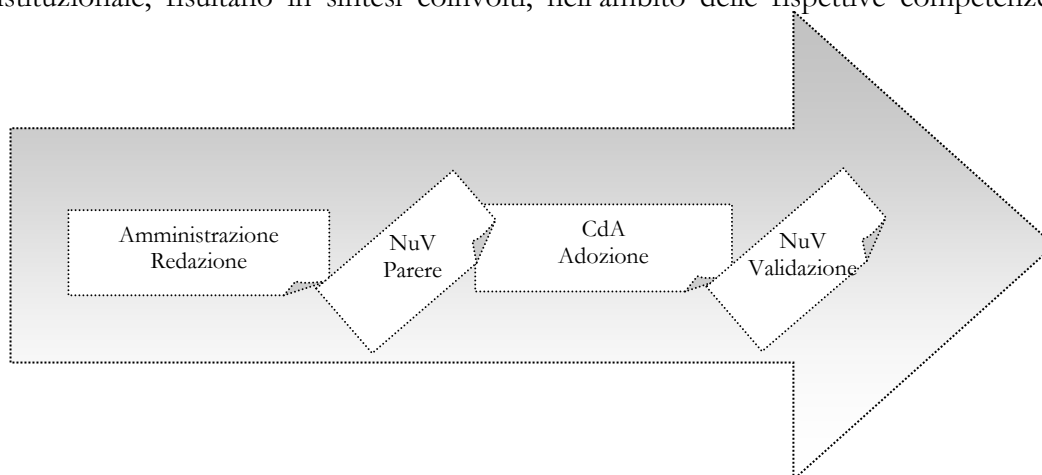 istituzionale, risultano in sintesi coinvolti, nell'ambito delle rispettive competenze
Amministrazione
Redazione
NuV
Parere
CdA
Adozione
NuV
Validazione